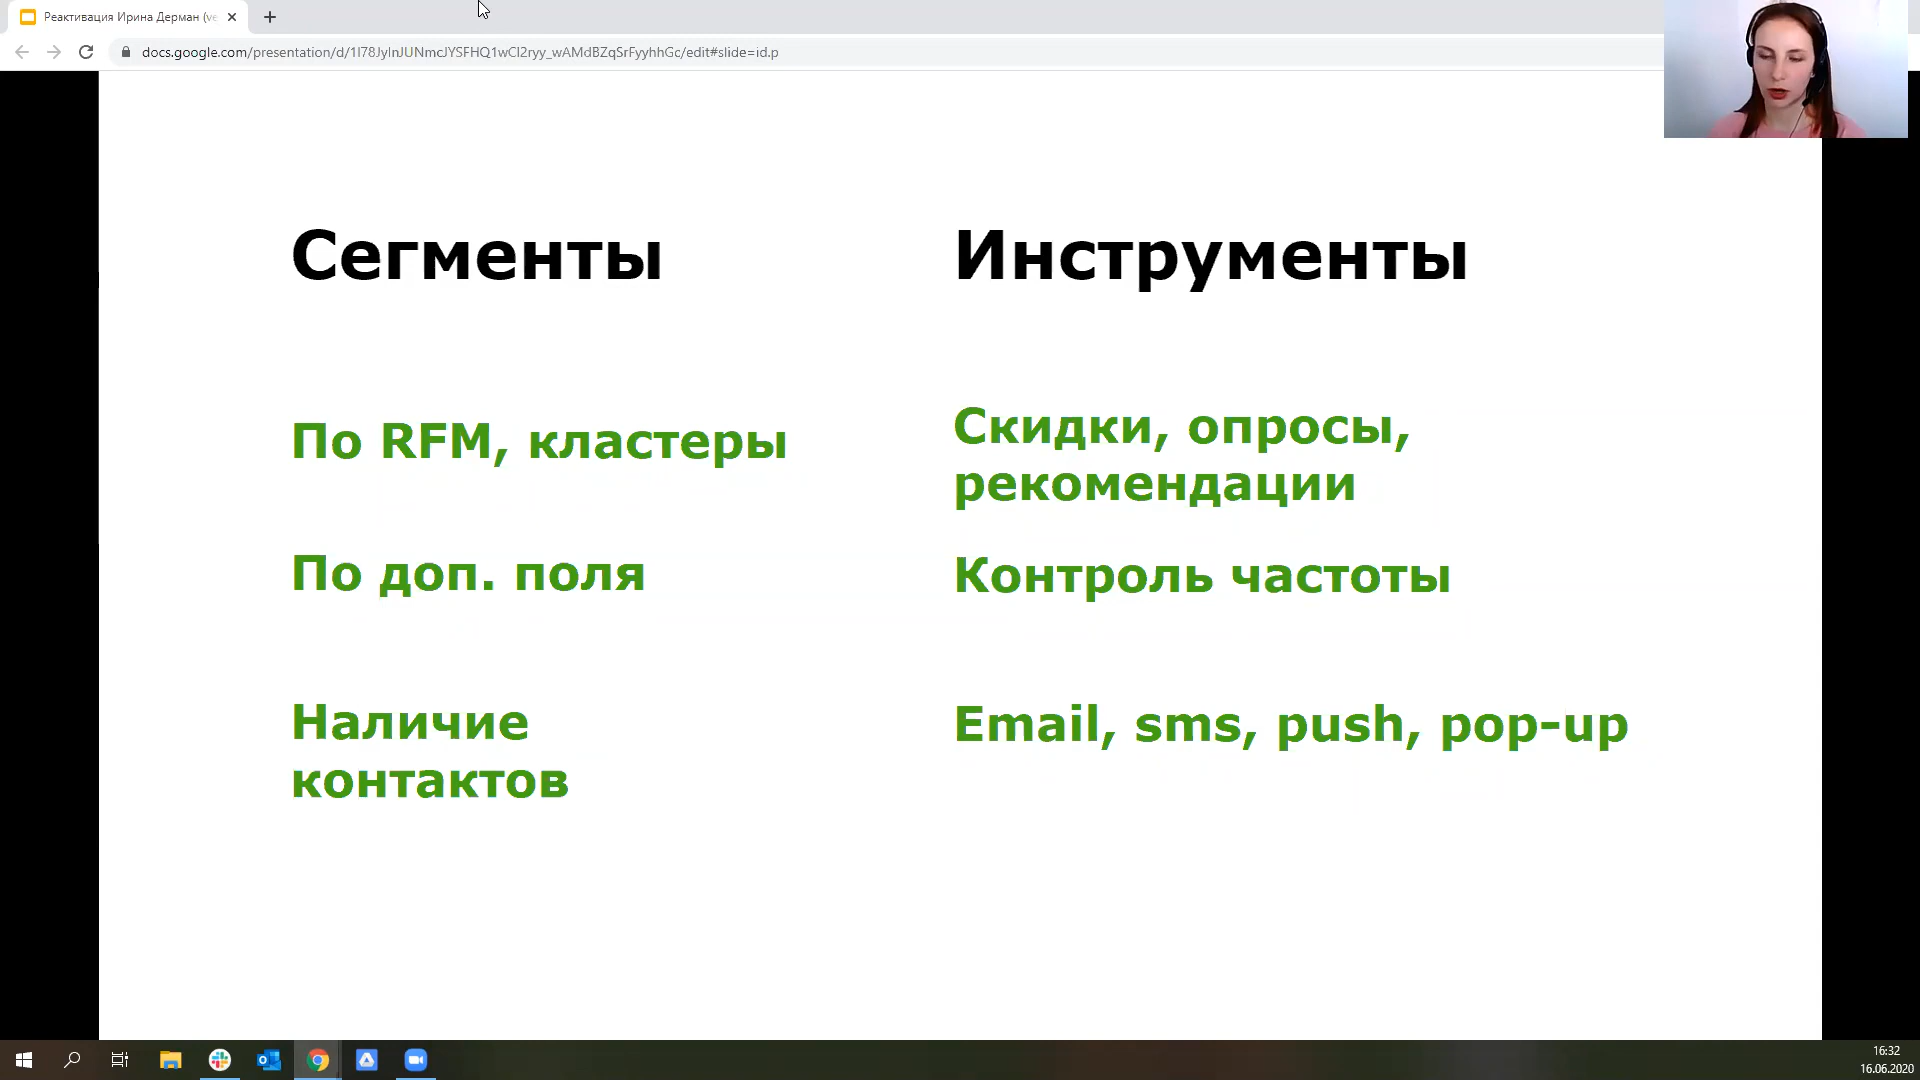 Реактивация Ирина Дерман (ve
docs.google.com/presentation/d/1I78JyInJUNmcJYSFHQ1wCl2ryy_wAMdBZqSrFyyhhGc/edit#slide=id.p
Сегменты
Инструменты
По RFM, кластеры
Скидки, опросы,
рекомендации
По доп. поля
Контроль частоты
Наличие
контактов
Email, sms, push, pop-up
16:32
16.06.2020